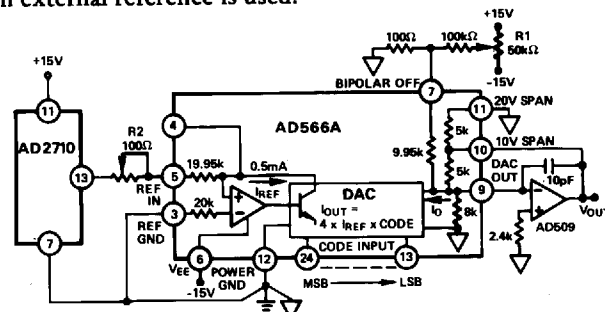 n external reference is used.
+15V
100Ω
100kΩ
R1
50kΩ
-15V
+15V
BIPOLAR OFF
7
11
20V SPAN
11
AD2710
R2
100Ω
4
AD566A
5k
10
10V SPAN
9.95k
5k
DAC
OUT
13
5
19.95k
0.5mA
IREF
REF
IN
DAC
IOUT =
4 x IREF x CODE
IO
9
10pF
8k
VOUT
AD509
3
20k
REF
GND
2.4k
7
6
VEE
-15V
POWER
GND
12
CODE INPUT
24
13
MSB
LSB